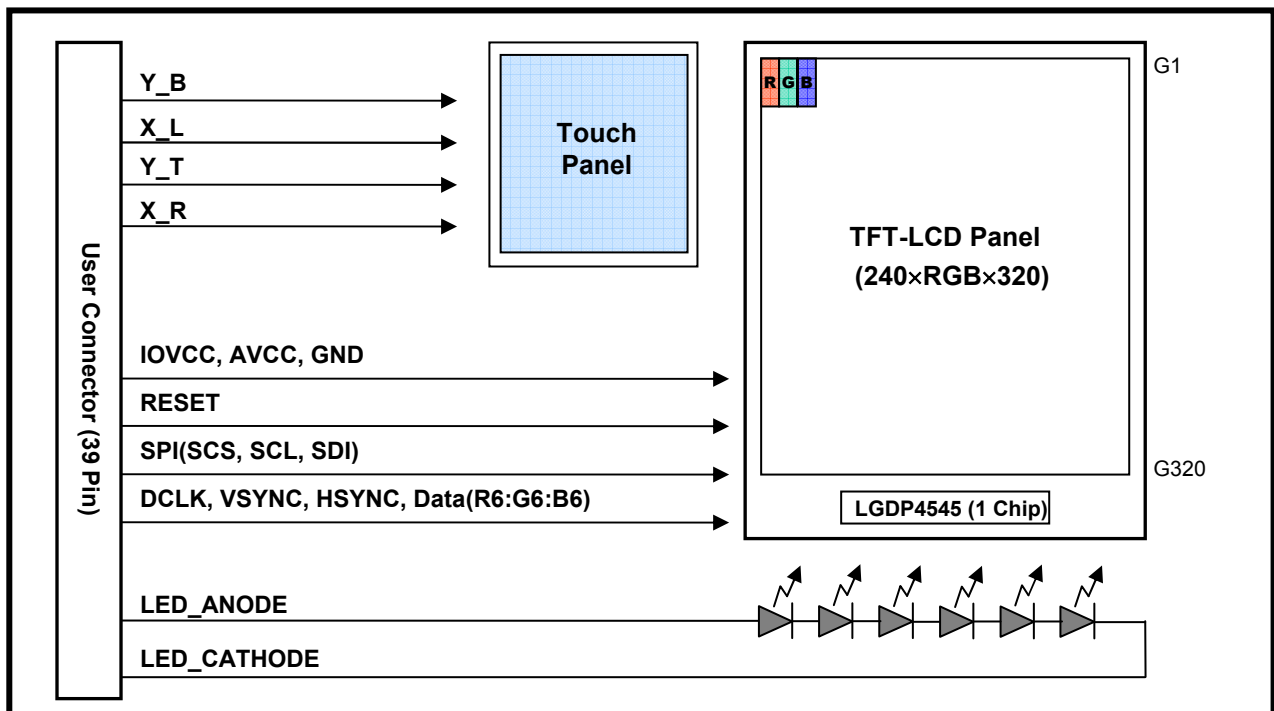 User Connector (39 Pin)
Y_B
X_L
Y_T
X_R
Touch
Panel
IOVCC, AVCC, GND
RESET
SPI(SCS, SCL, SDI)
DCLK, VSYNC, HSYNC, Data(R6:G6:B6)
LED_ANODE
LED_CATHODE
R G B
G1
TFT-LCD Panel
(240×RGB×320)
G320
LGDP4545 (1 Chip)